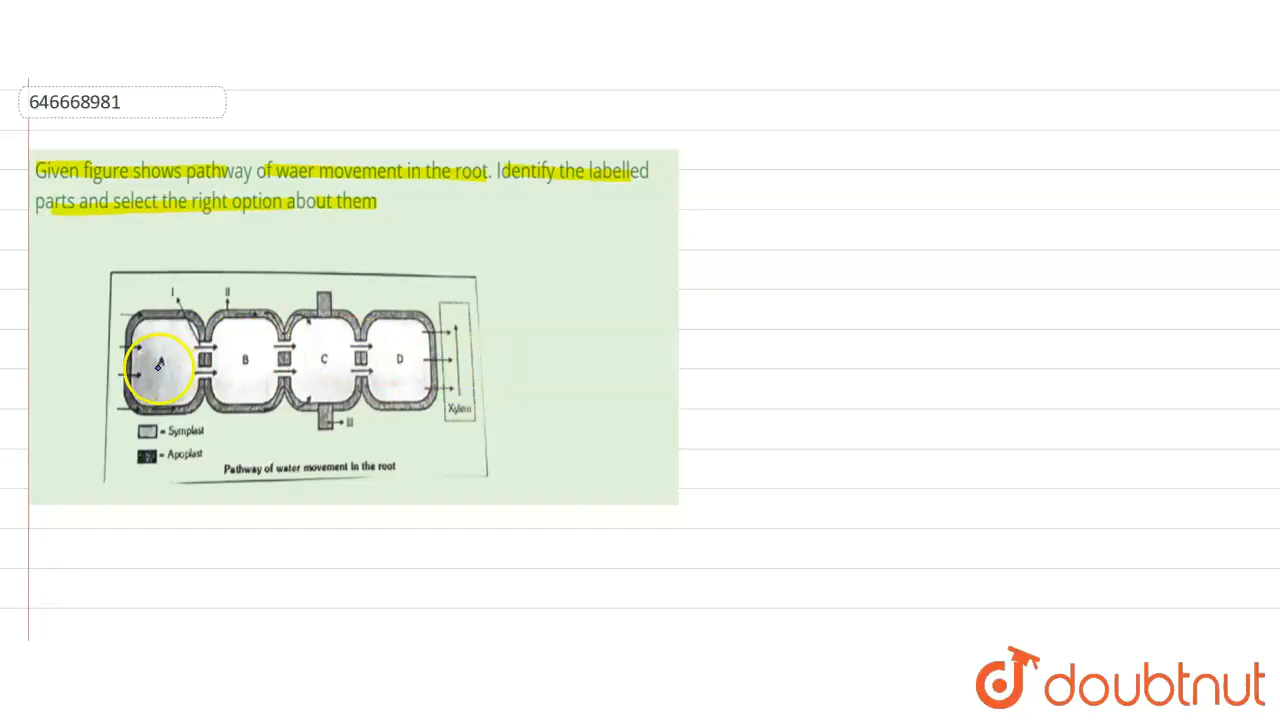 646668981
Given figure shows pathway of waer movement in the root. Identify the labelled
parts and select the right option about them
I
II
A
B
C
D
Xylem
III
= Symplast
= Apoplast
Pathway of water movement in the root
doubtnut